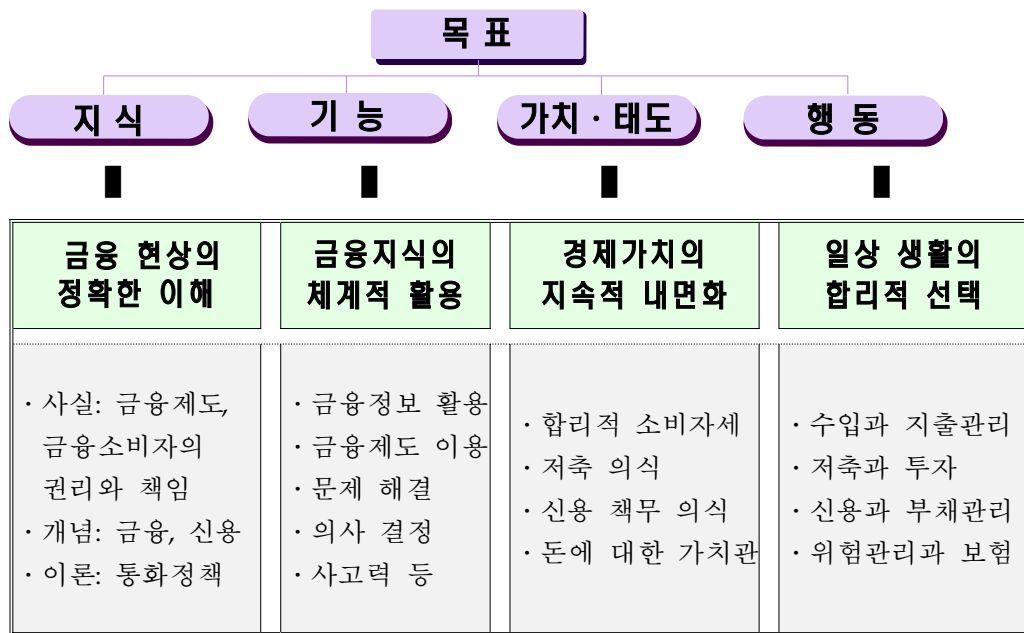 목 표
지 식
기 능
가치 · 태도
행 동
금융 현상의
정확한 이해
금융지식의
체계적 활용
경제가치의
지속적 내면화
일상 생활의
합리적 선택
· 사실: 금융제도,
금융소비자의
권리와 책임
· 개념: 금융, 신용
· 이론: 통화정책
· 금융정보 활용
· 금융제도 이용
· 문제 해결
· 의사 결정
· 사고력 등
· 합리적 소비자세
· 저축 의식
· 신용 책무 의식
· 돈에 대한 가치관
· 수입과 지출관리
· 저축과 투자
· 신용과 부채관리
· 위험관리과 보험